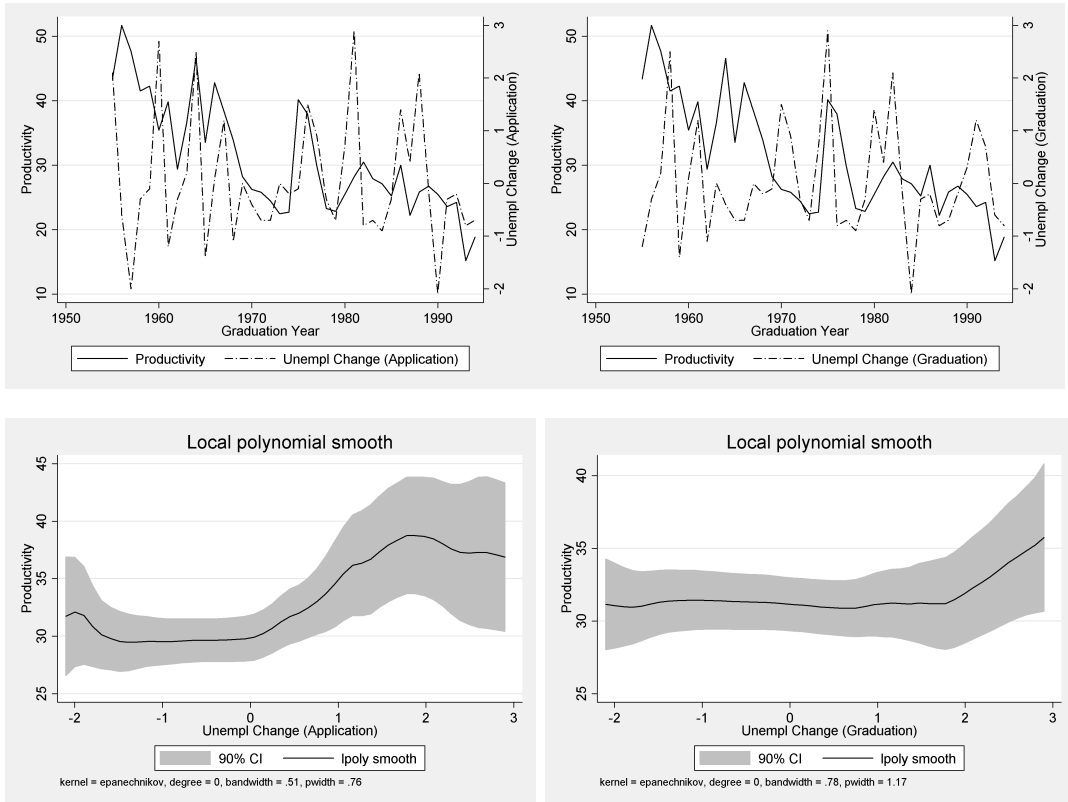 50
40
30
20
10
Productivity
3
2
1
0
-1
-2
Unempl Change (Application)
1950 1960 1970 1980 1990
Graduation Year
Productivity Unempl Change (Application)
50
40
30
20
10
Productivity
3
2
1
0
-1
-2
Unempl Change (Graduation)
1950 1960 1970 1980 1990
Graduation Year
Productivity Unempl Change (Graduation)
Local polynomial smooth
45
40
35
30
25
Productivity
-2 -1 0 1 2 3
Unempl Change (Application)
90% CI lpoly smooth
kernel = epanechnikov, degree = 0, bandwidth = .51, pwidth = .76
Local polynomial smooth
40
35
30
25
Productivity
-2 -1 0 1 2 3
Unempl Change (Graduation)
90% CI lpoly smooth
kernel = epanechnikov, degree = 0, bandwidth = .78, pwidth = 1.17